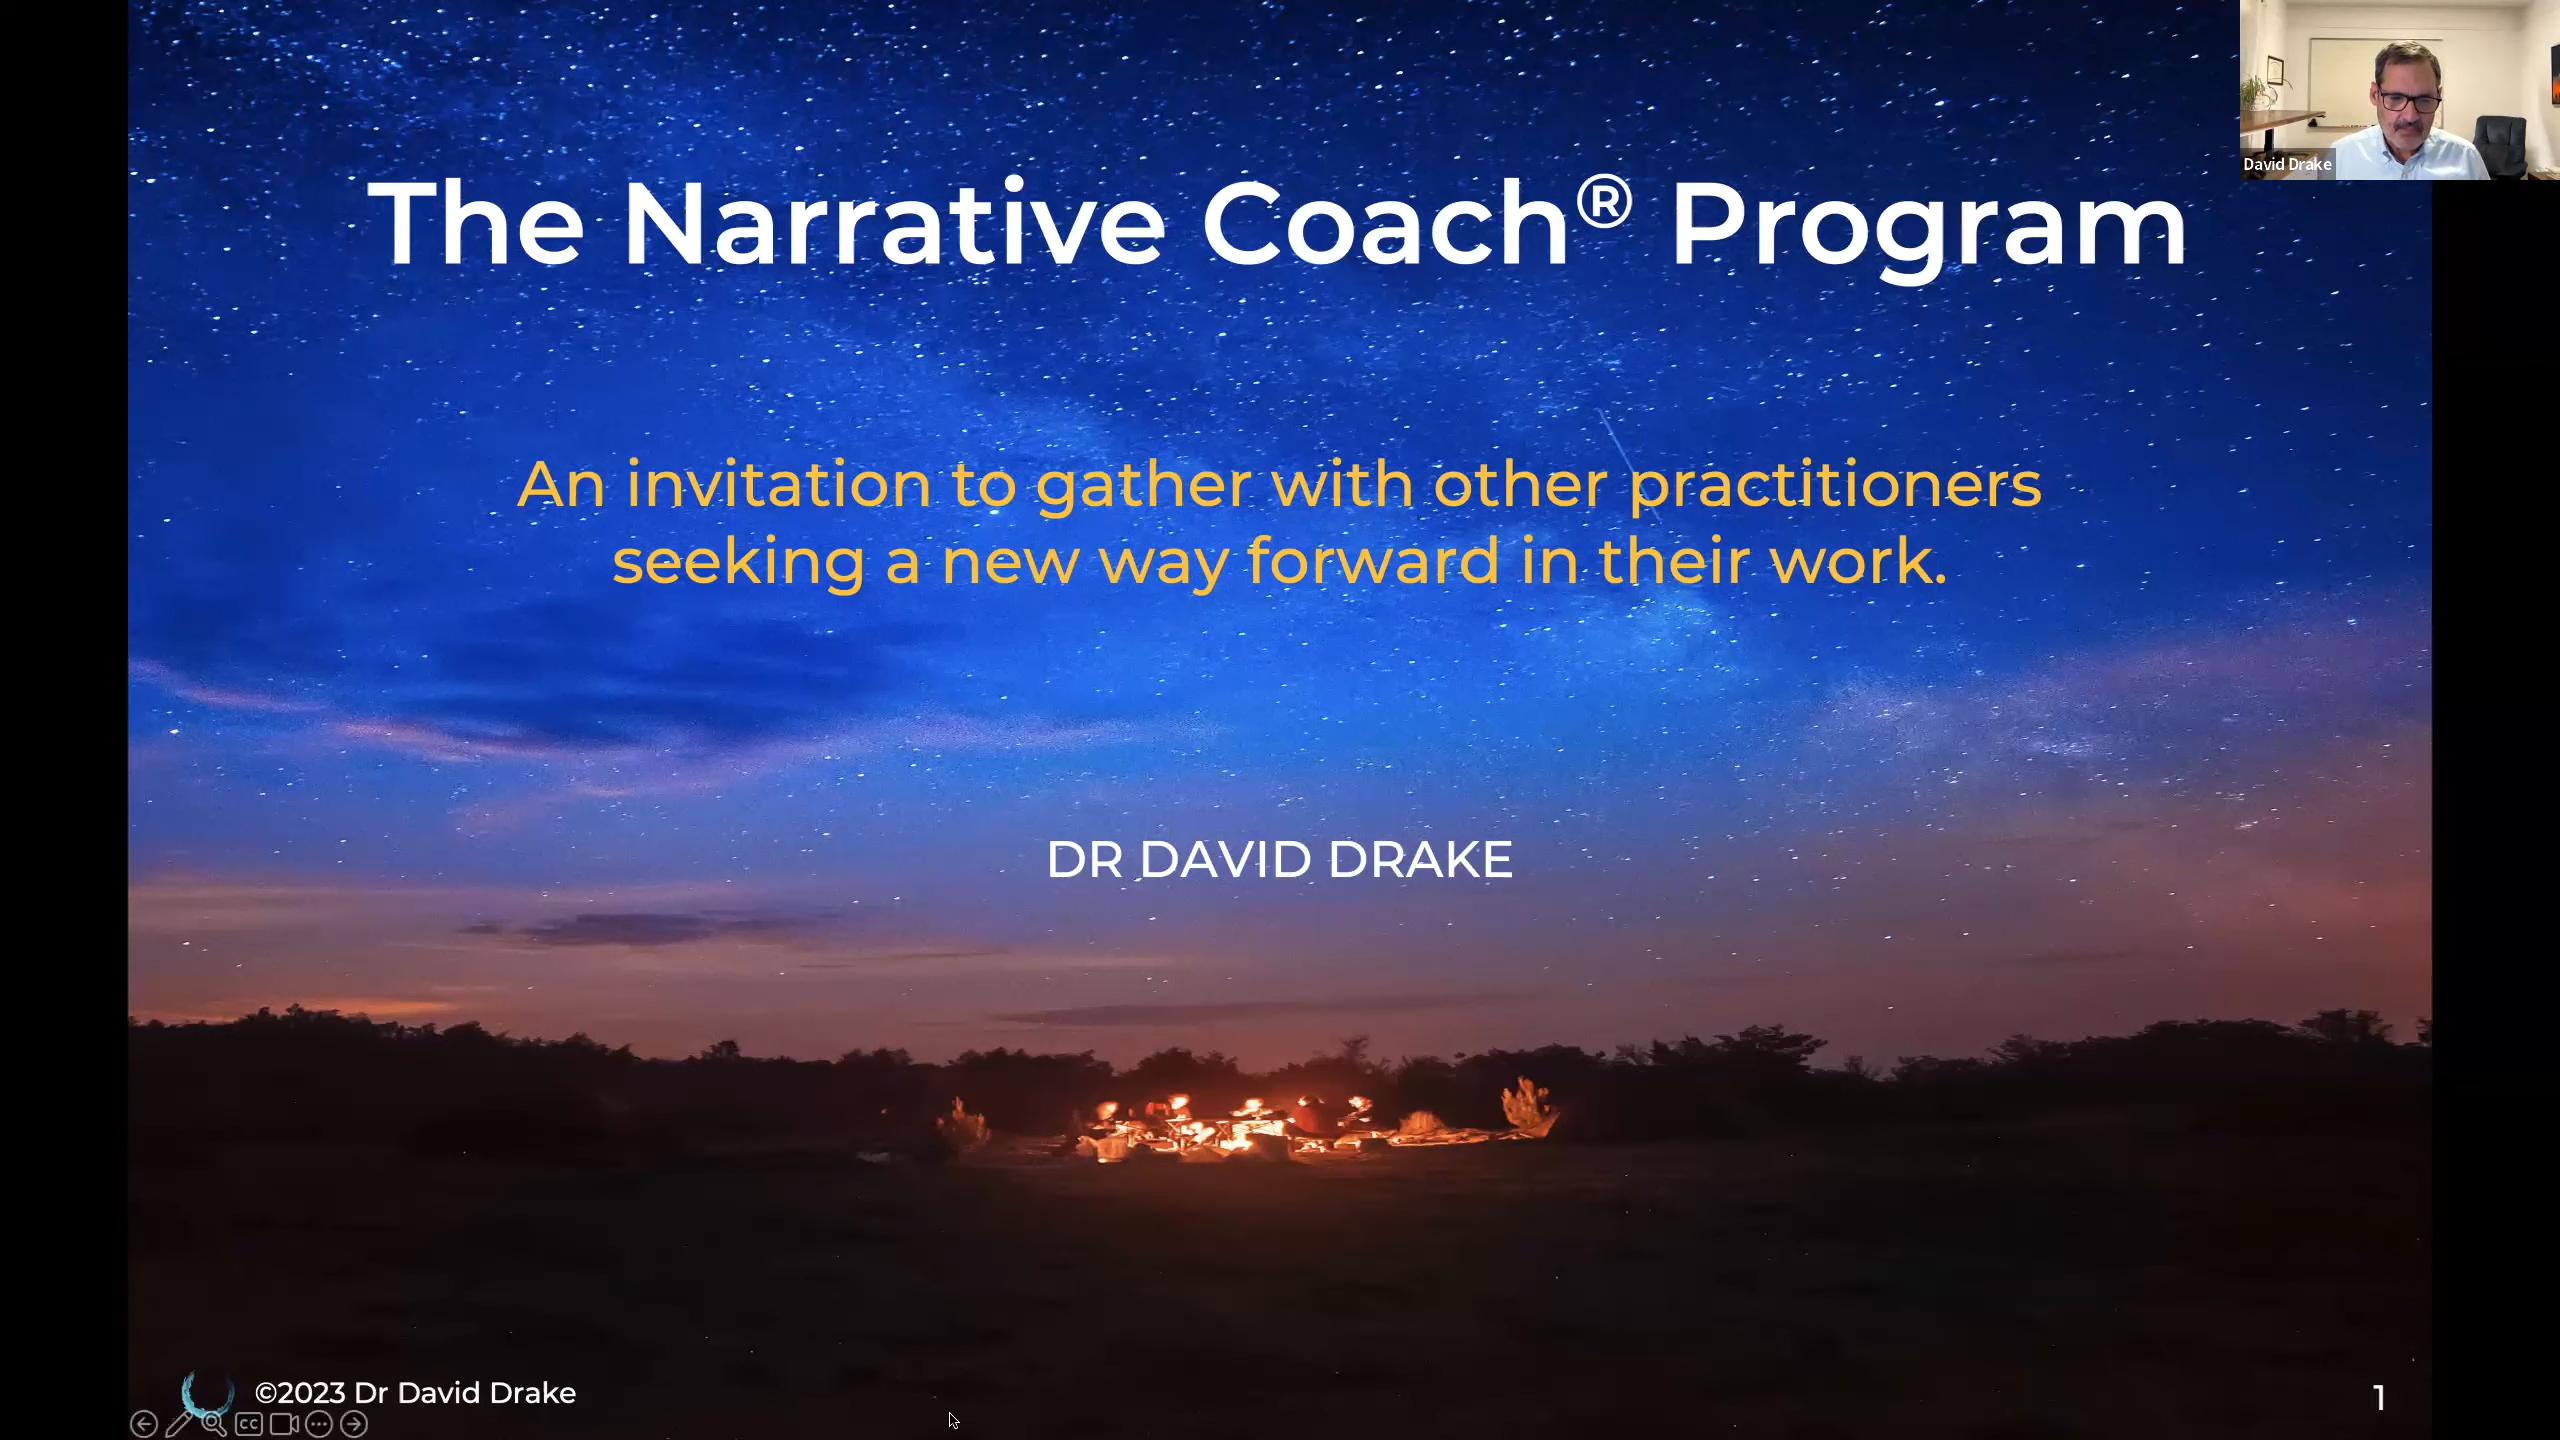 David Drake
The Narrative Coach® Program
An invitation to gather with other practitioners
seeking a new way forward in their work.
DR DAVID DRAKE
©2023 Dr David Drake
1
CC